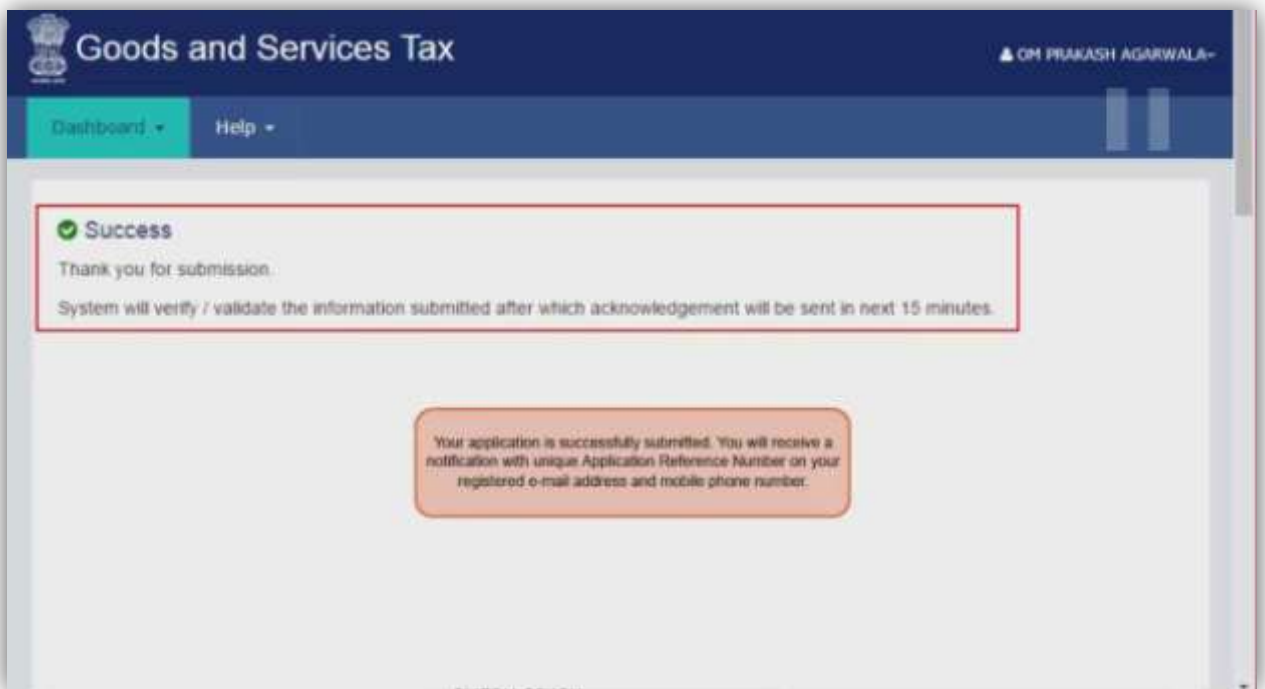 Goods and Services Tax
OM PRAKASH AGARWALA
Dashboard
Help
Success
Thank you for submission.
System will verify / validate the information submitted after which acknowledgement will be sent in next 15 minutes.
Your application is successfully submitted. You will receive a
notification with unique Application Reference Number on your
registered e-mail address and mobile phone number.